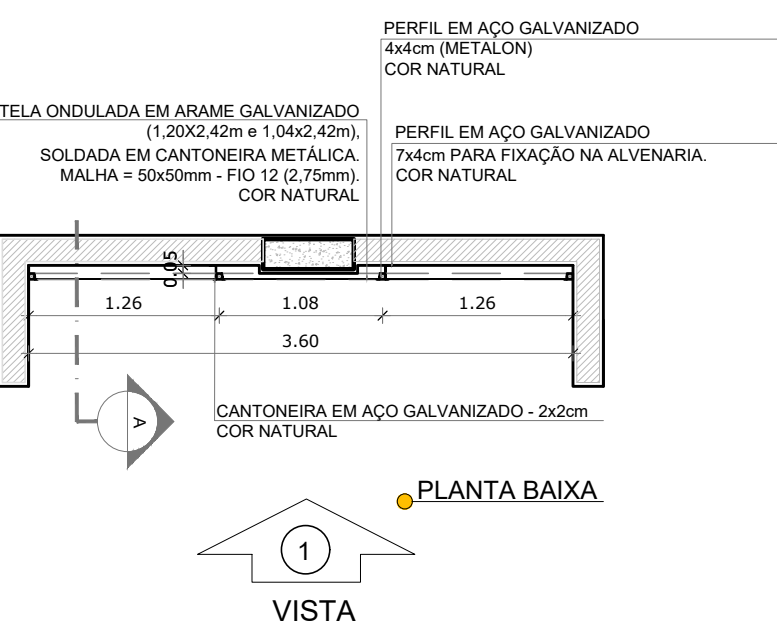 PERFIL EM AÇO GALVANIZADO
4x4cm (METALON)
COR NATURAL
TELA ONDULADA EM ARAME GALVANIZADO
(1,20X2,42m e 1,04x2,42m),
SOLDADA EM CANTONEIRA METÁLICA.
MALHA = 50x50mm - FIO 12 (2,75mm).
COR NATURAL
PERFIL EM AÇO GALVANIZADO
7x4cm PARA FIXAÇÃO NA ALVENARIA.
COR NATURAL
0.05
1.26
1.08
1.26
3.60
CANTONEIRA EM AÇO GALVANIZADO - 2x2cm
COR NATURAL
A
PLANTA BAIXA
1
VISTA